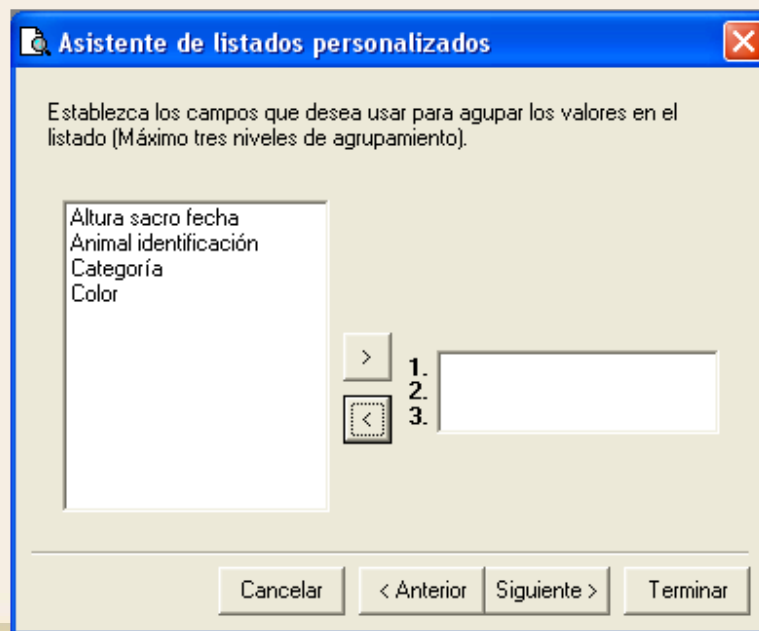 Asistente de listados personalizados
Establezca los campos que desea usar para agupar los valores en el
listado (Máximo tres niveles de agrupamiento).
Altura sacro fecha
Animal identificación
Categoría
Color
>
<
1.
2.
3.
Cancelar
< Anterior
Siguiente >
Terminar